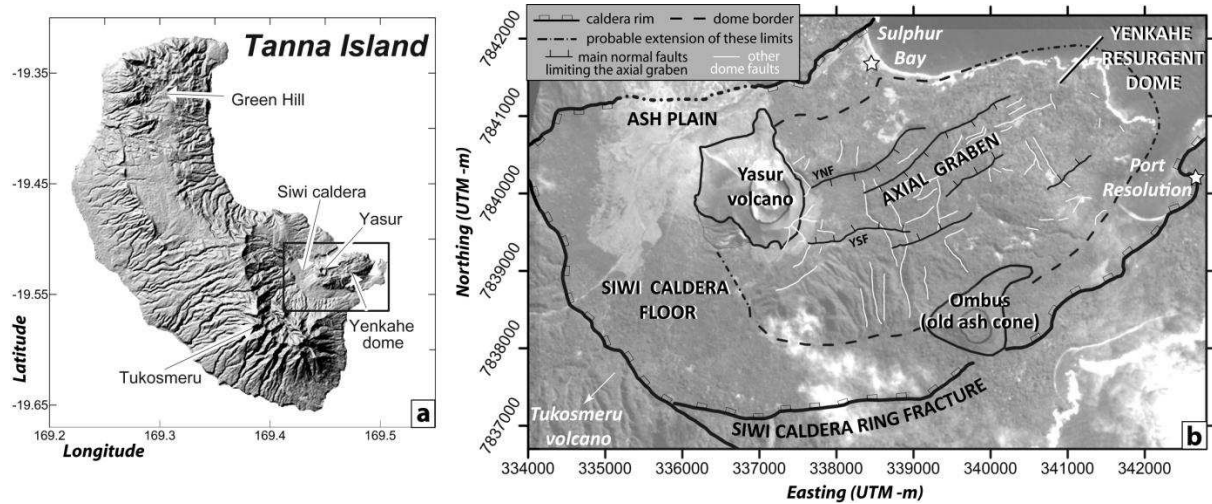 Tanna Island
-19.35
-19.45
-19.55
-19.65
Latitude
Green Hill
Siwi caldera
Yasur
Yenkahe
dome
Tukosmeru
a
169.2
169.3
169.4
169.5
Longitude
caldera rim
dome border
probable extension of these limits
main normal faults
limiting the axial graben
other
dome faults
Sulphur
Bay
YENKAHE
RESURGENT
DOME
ASH PLAIN
Yasur
volcano
YNF
AXIAL GRABEN
YSF
Port
Resolution
SIWI CALDERA
FLOOR
Ombus
(old ash cone)
Tukosmeru
volcano
SIWI CALDERA RING FRACTURE
b
7842000
7841000
7840000
7839000
7838000
7837000
Northing (UTM -m)
334000
335000
336000
337000
338000
339000
340000
341000
342000
Easting (UTM -m)